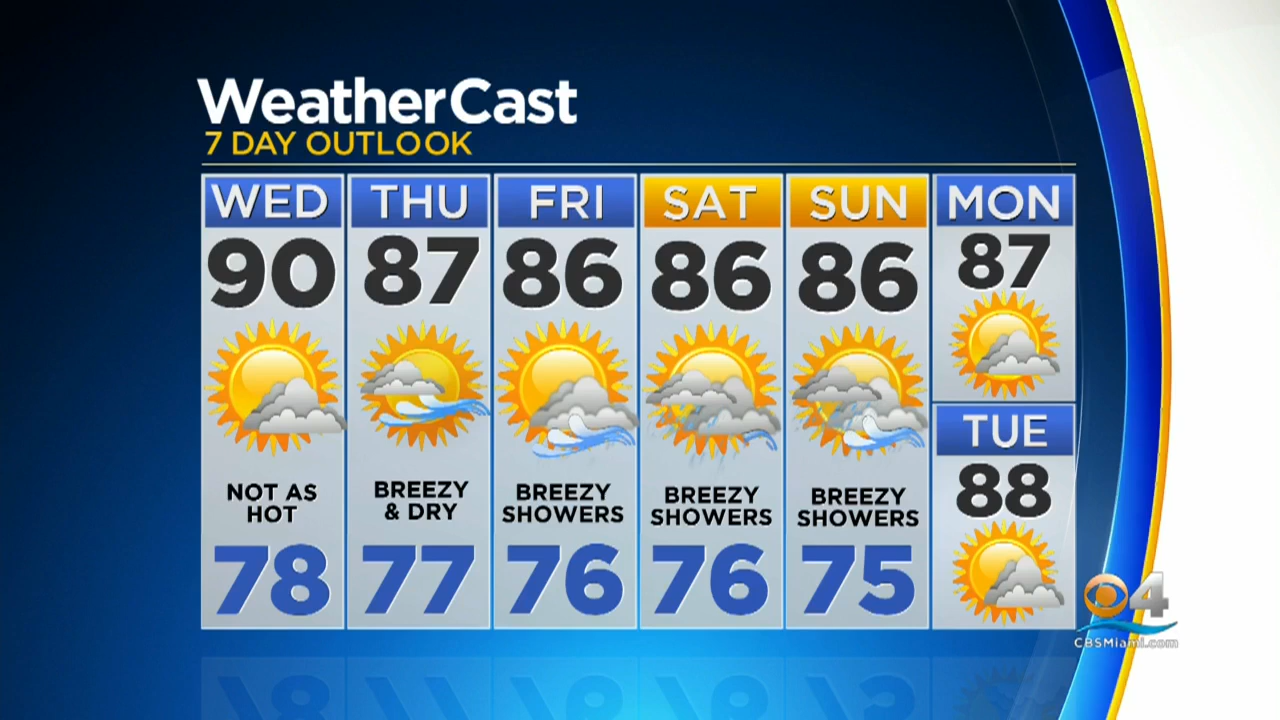 WeatherCast
7 DAY OUTLOOK
WED
90
NOT AS
HOT
78
THU
87
BREEZY
& DRY
77
FRI
86
BREEZY
SHOWERS
76
SAT
86
BREEZY
SHOWERS
76
SUN
86
BREEZY
SHOWERS
75
MON
87
TUE
88
4
CBSMiami.com